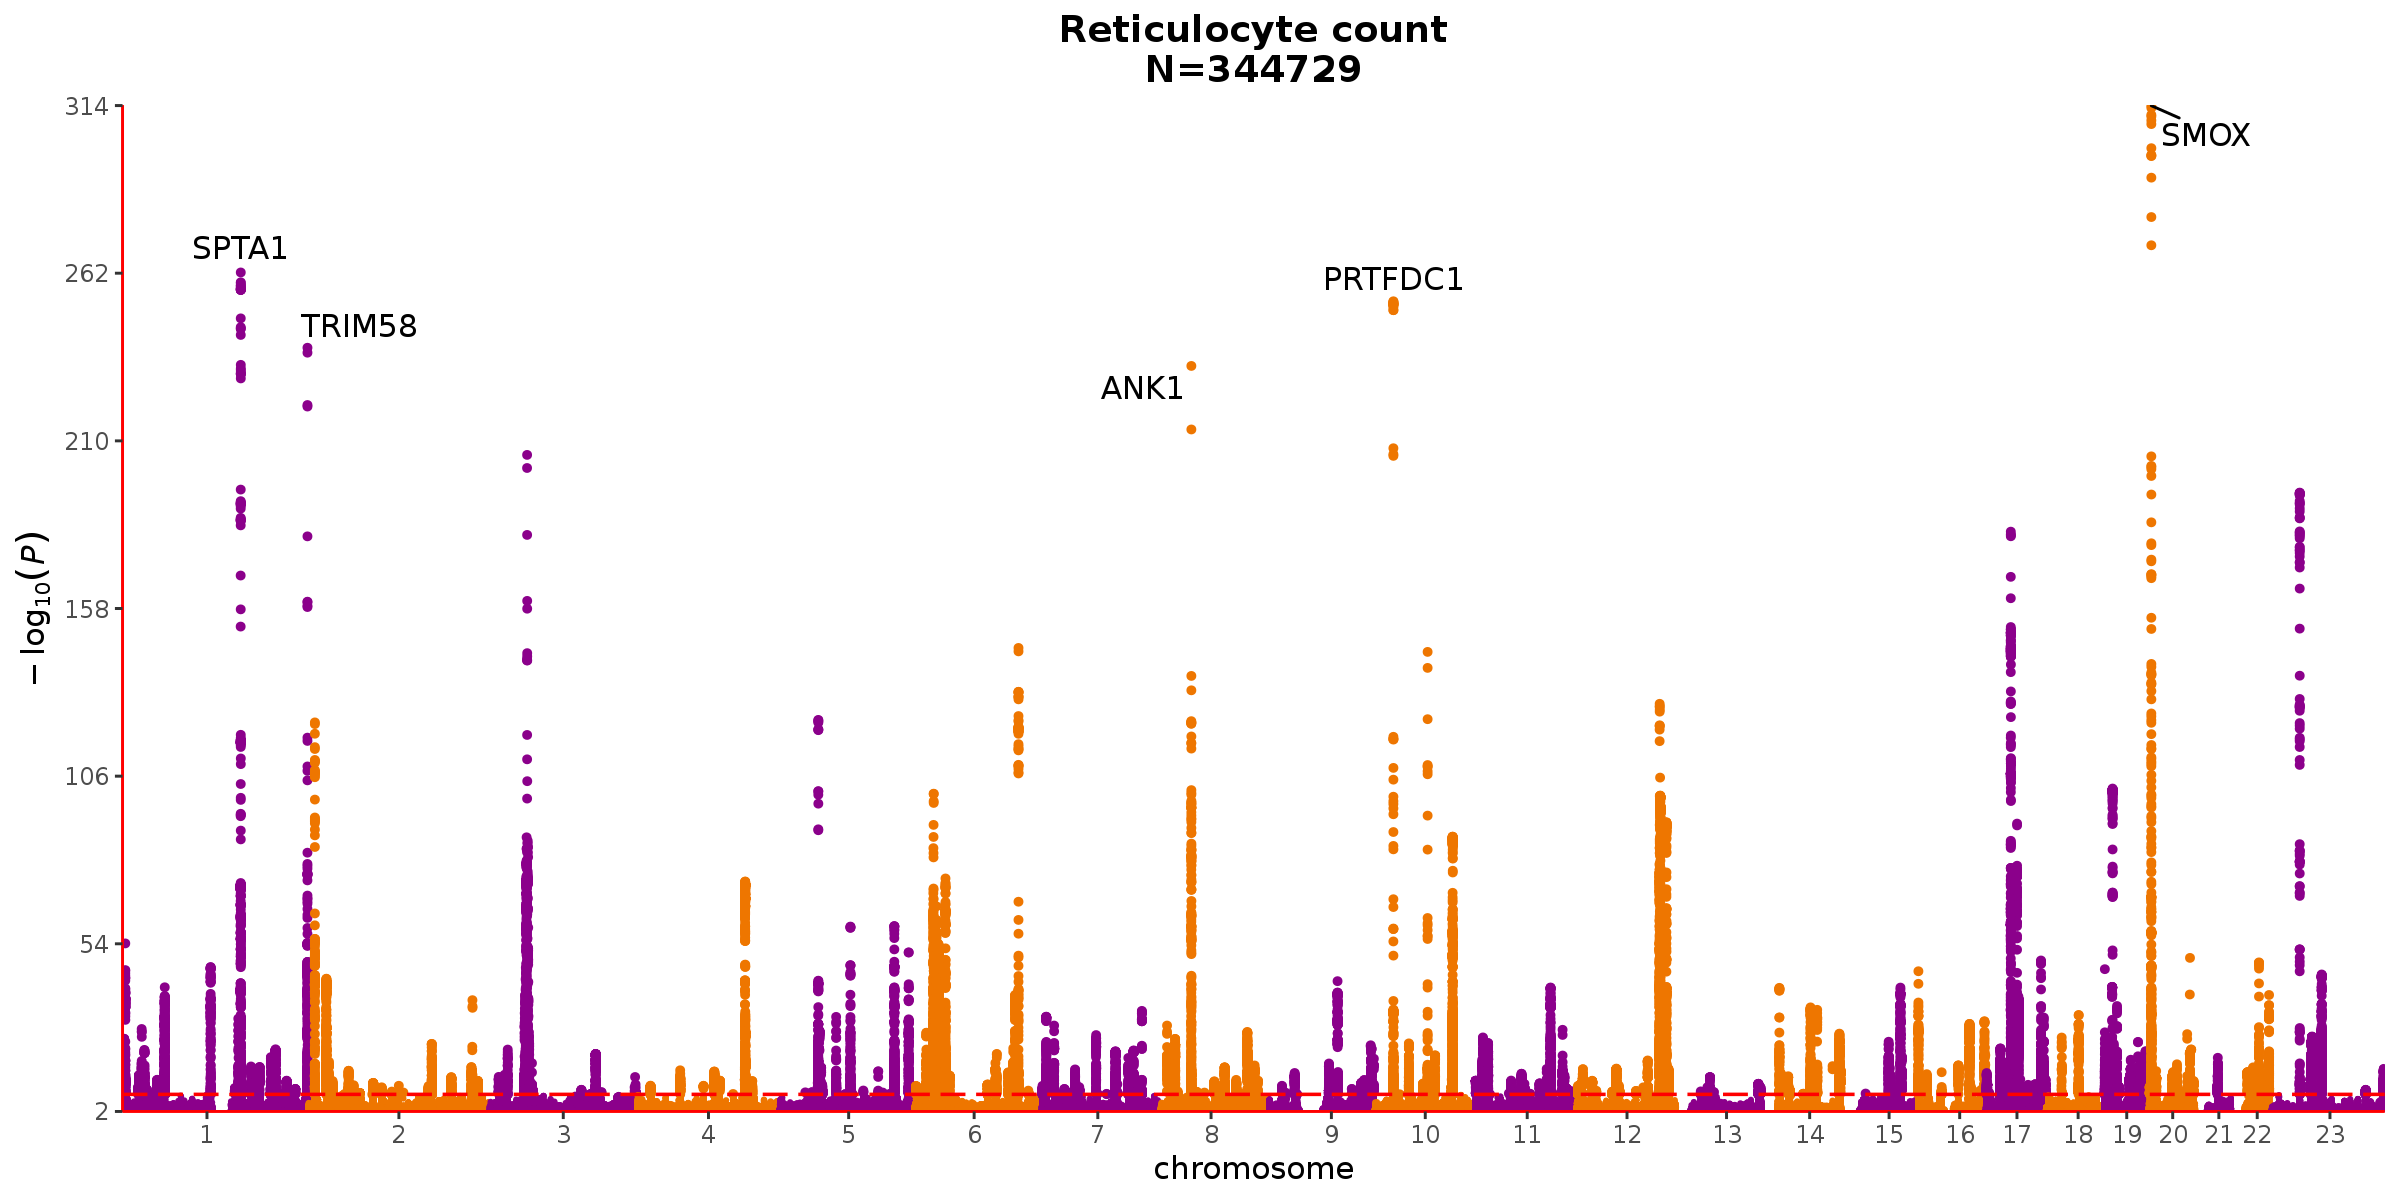 Reticulocyte count
N=344729
314
SMOX
SPTA1
262
PRTFDC1
TRIM58
ANK1
210
−log10(P)
158
106
54
2
1 2 3 4 5 6 7 8 9 10 11 12 13 14 15 16 17 18 19 20 21 22 23
chromosome